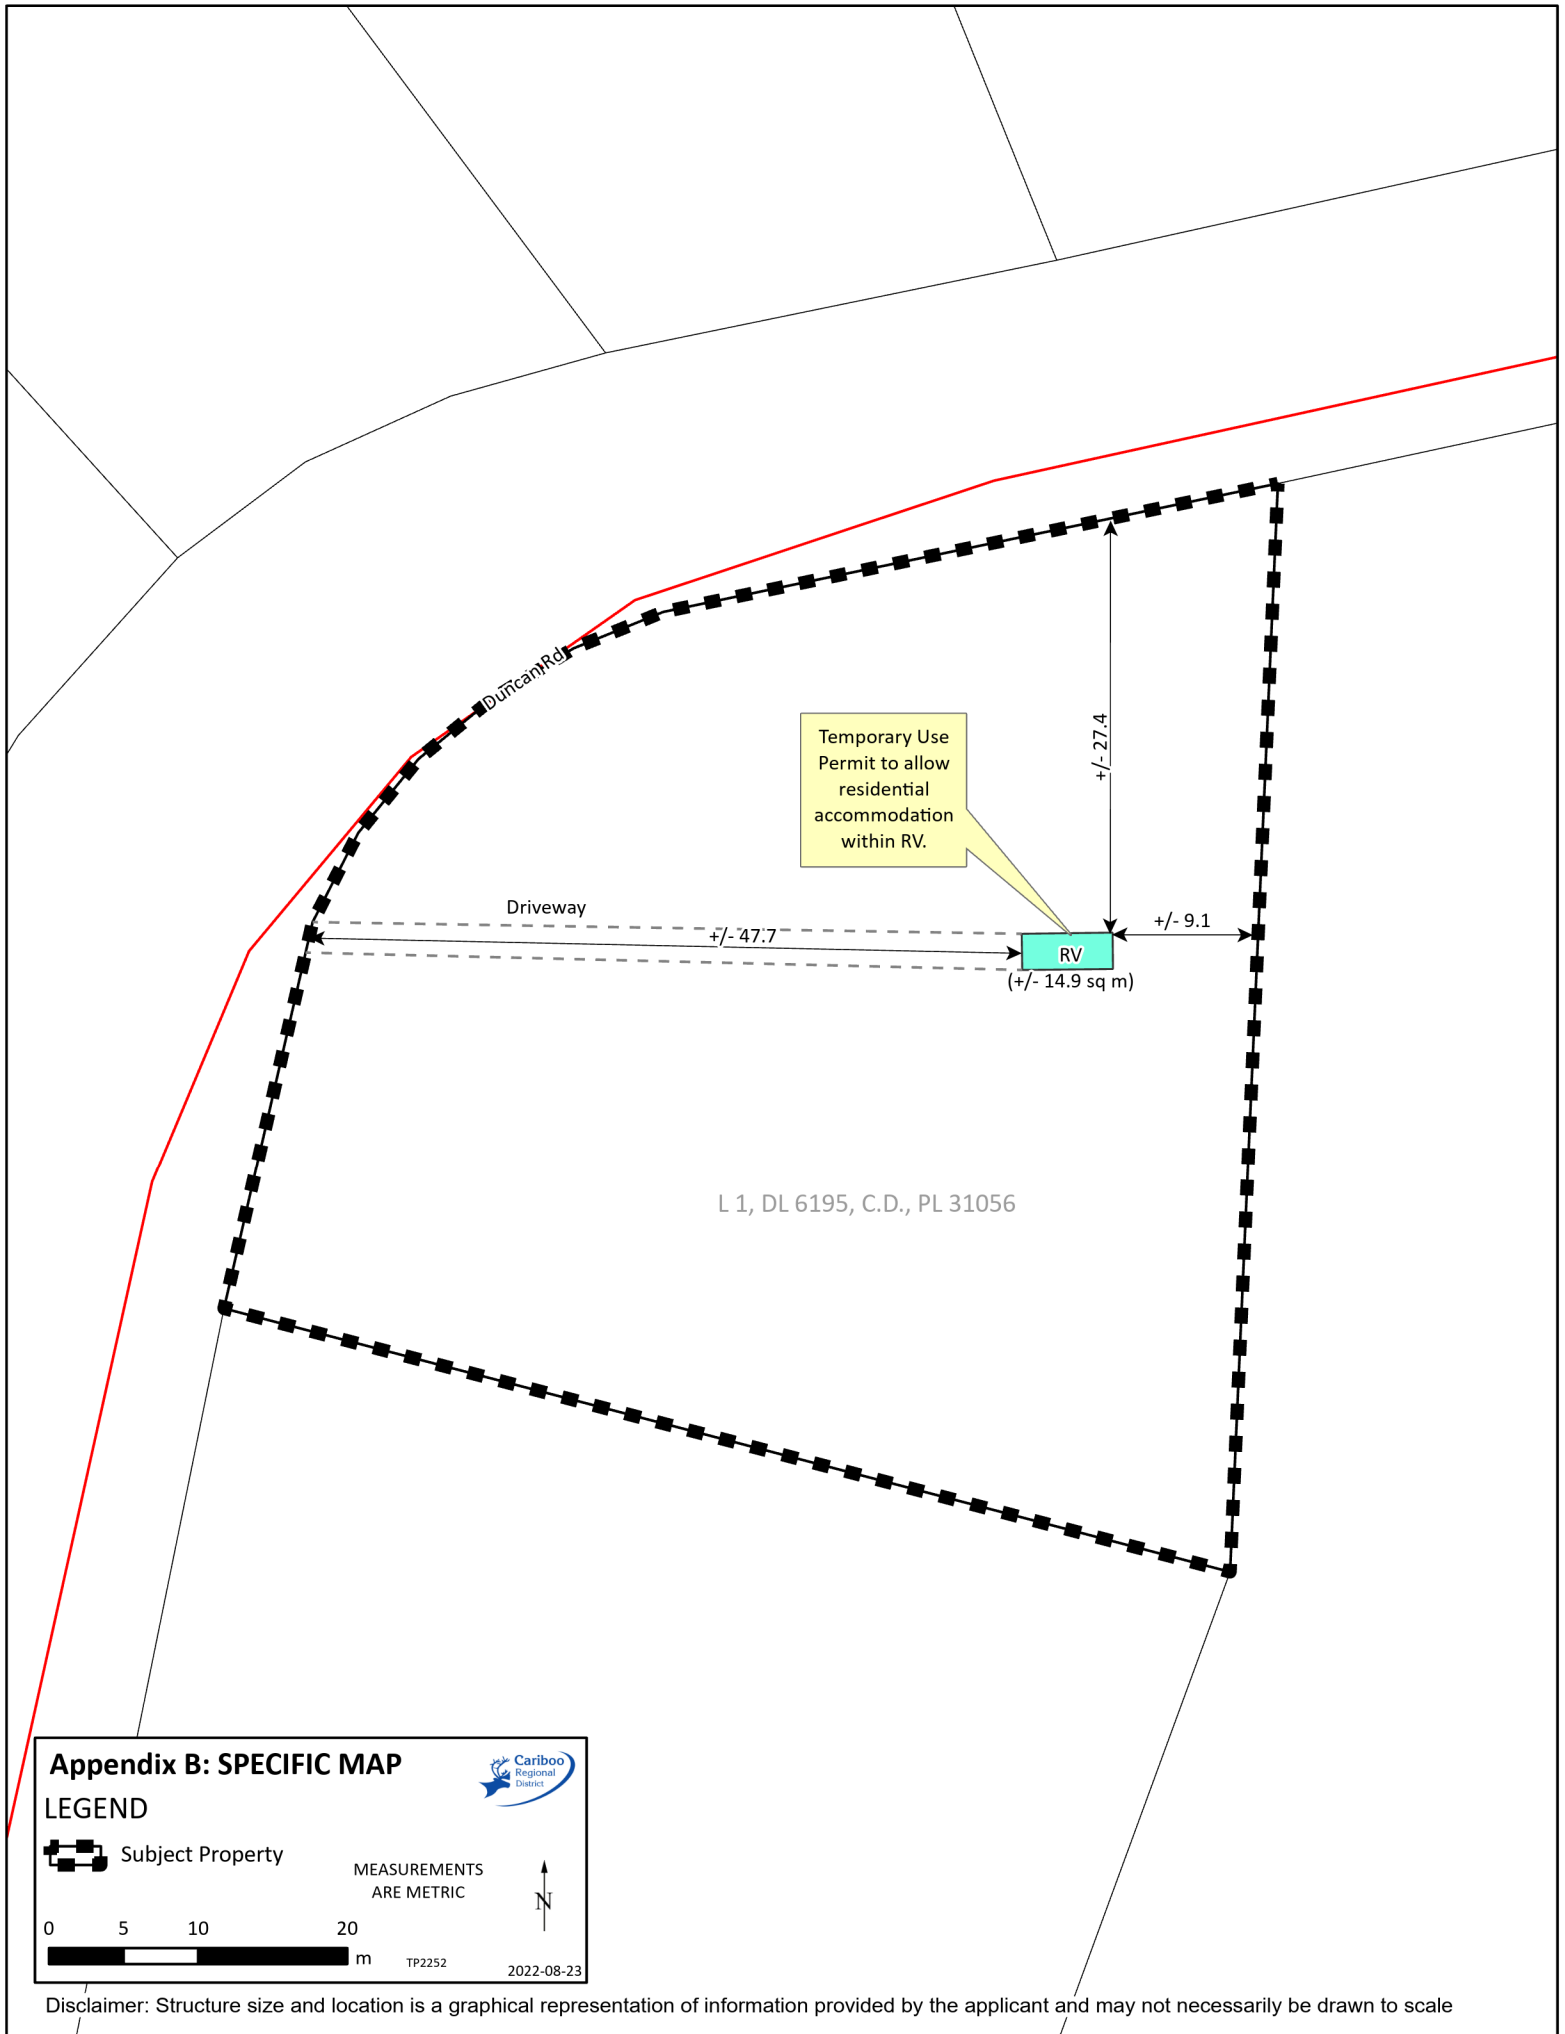 Duncan Rd
Temporary Use
Permit to allow
residential
accommodation
within RV.
+/- 27.4
Driveway
+/- 47.7
+/- 9.1
RV
(+/- 14.9 sq m)
L 1, DL 6195, C.D., PL 31056
Appendix B: SPECIFIC MAP
Cariboo
Regional
District
LEGEND
Subject Property
MEASUREMENTS
ARE METRIC
N
0 5 10 20
m
TP2252
2022-08-23
Disclaimer: Structure size and location is a graphical representation of information provided by the applicant and may not necessarily be drawn to scale